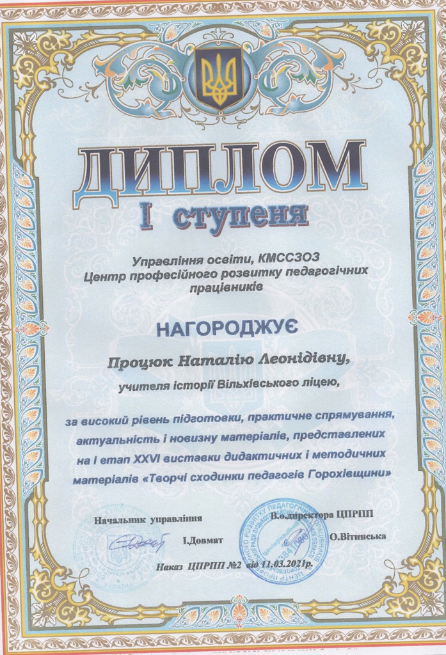 ДИПЛОМ
І ступеня
Управління освіти, КМССЗОЗ
Центр професійного розвитку педагогічних
працівників
НАГОРОДЖУЄ
Процюк Наталію Леонідівну,
учителя історії Вільхівського ліцею,
за високий рівень підготовки, практичне спрямування,
актуальність і новизну матеріалів, представлених
на І етап XXVI виставки дидактичних і методичних
матеріалів «Творчі сходинки педагогів Горохівщини»
Начальник управління
В.о.директора ЦПРПП
І.Довмат
О.Вітинська
Наказ ЦПРПП №2 від 11.03.2021р.